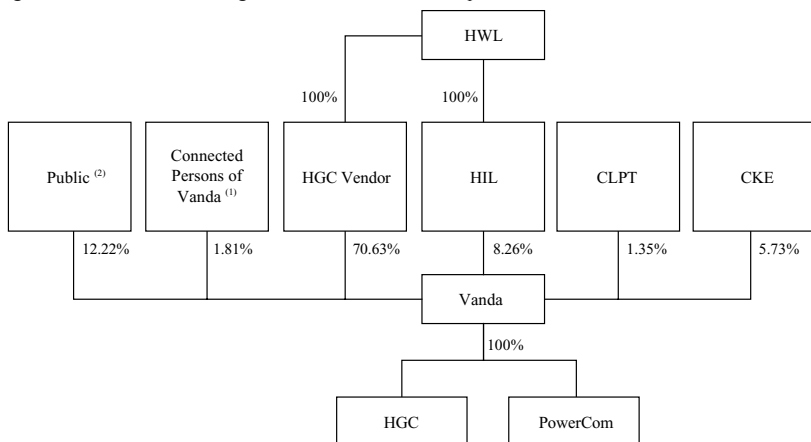 HWL
100%
100%
Public (2)
Connected
Persons of
Vanda (1)
HGC Vendor
HIL
CLPT
CKE
12.22%
1.81%
70.63%
8.26%
1.35%
5.73%
Vanda
100%
HGC
PowerCom